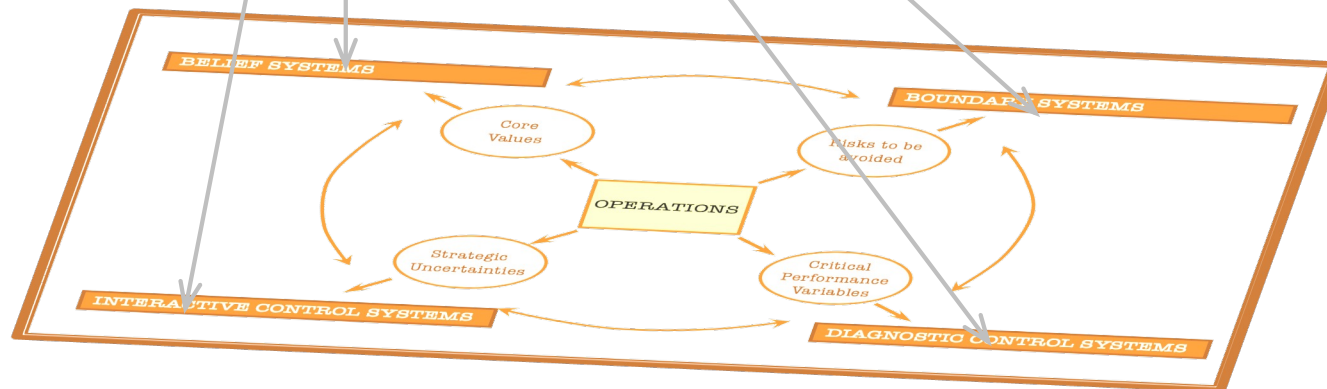 BELIEF SYSTEMS
BOUNDARY SYSTEMS
Core
Values
Risks to be
avoided
OPERATIONS
Strategic
Uncertainties
Critical
Performance
Variables
INTERACTIVE CONTROL SYSTEMS
DIAGNOSTIC CONTROL SYSTEMS